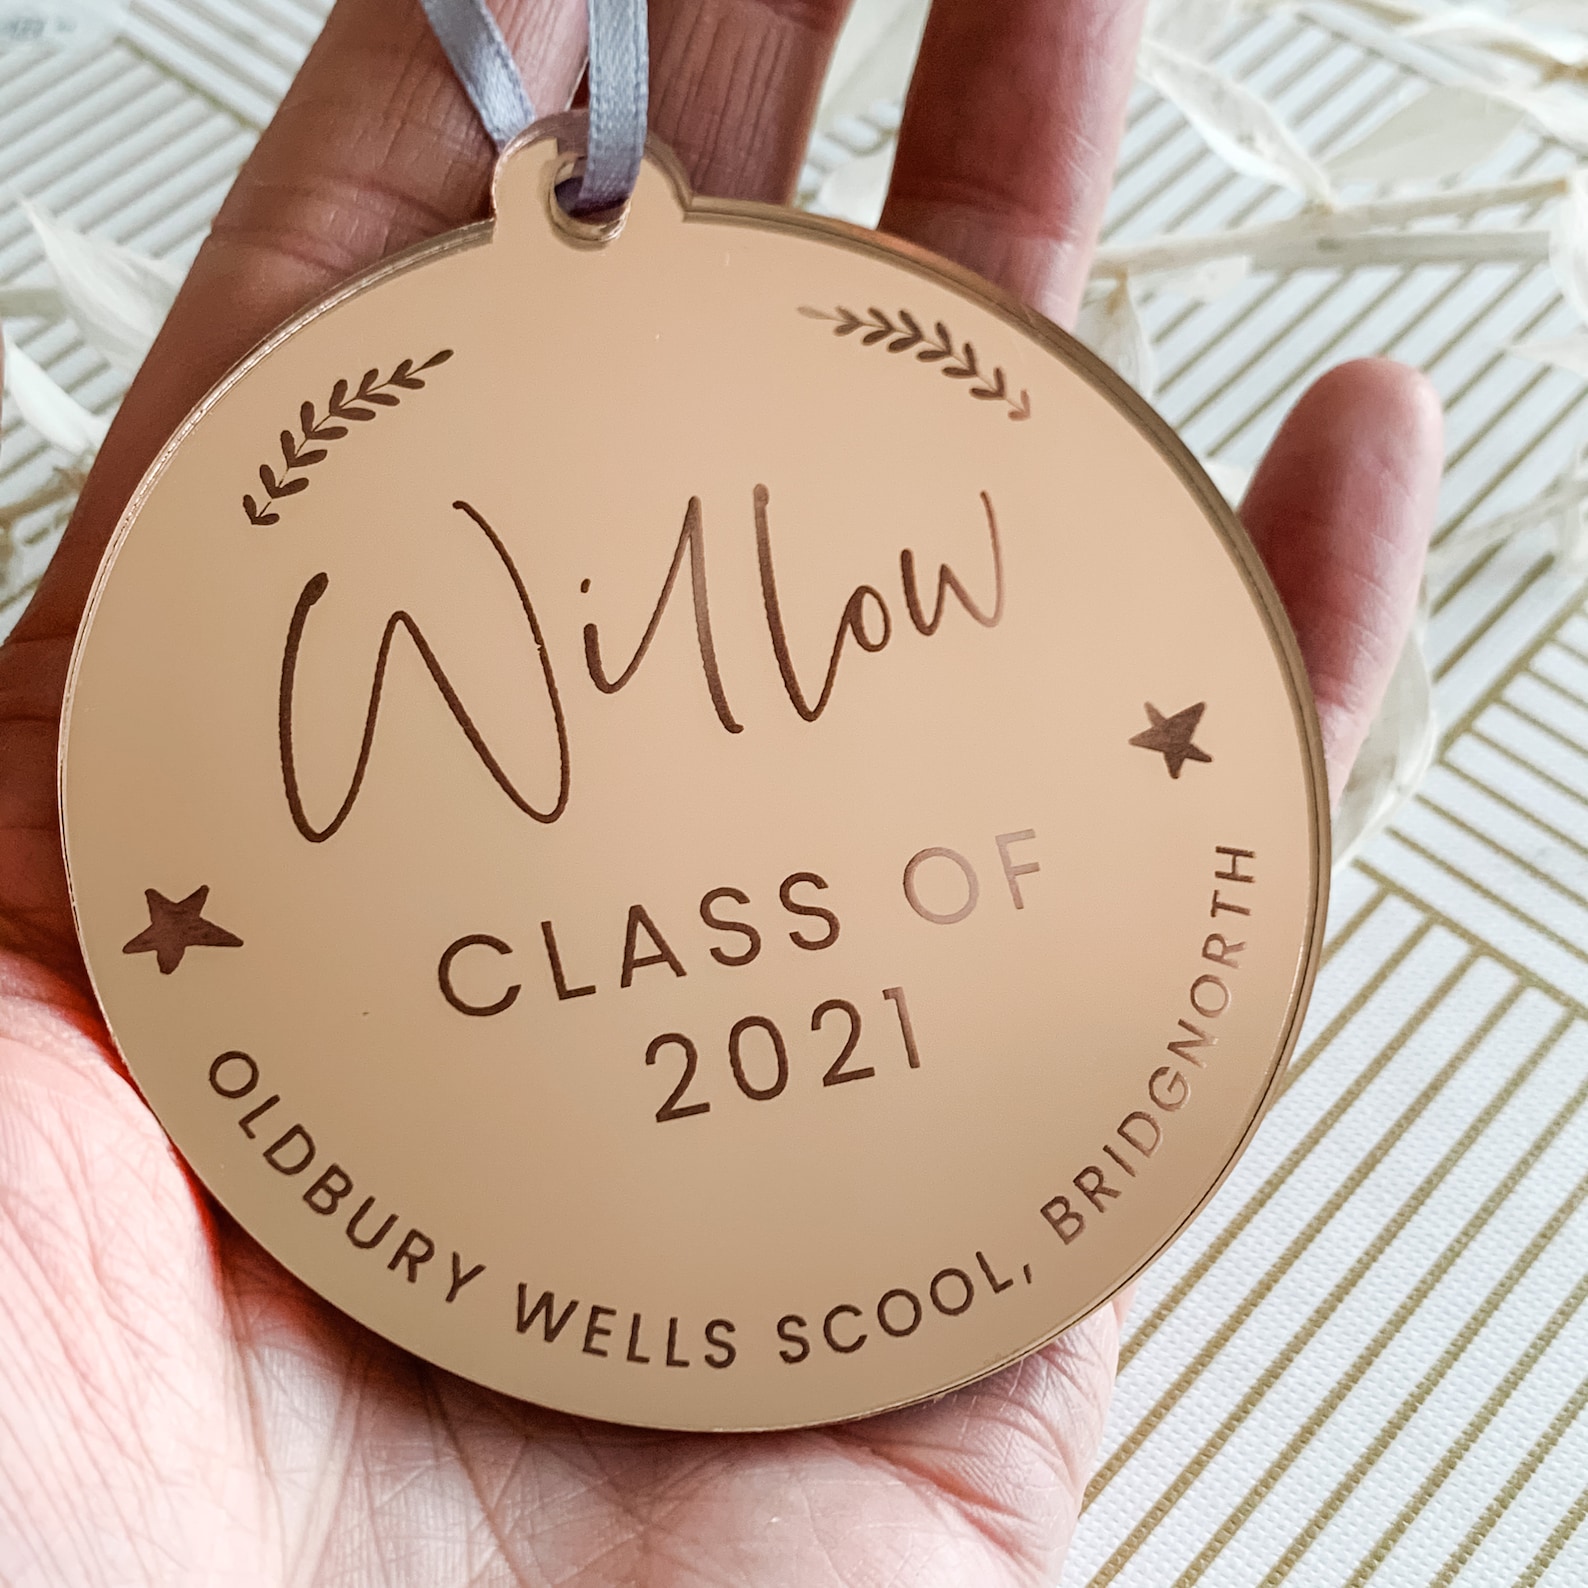 Willow
CLASS OF
2021
OLDBURY WELLS SCOOL, BRIDGNORTH